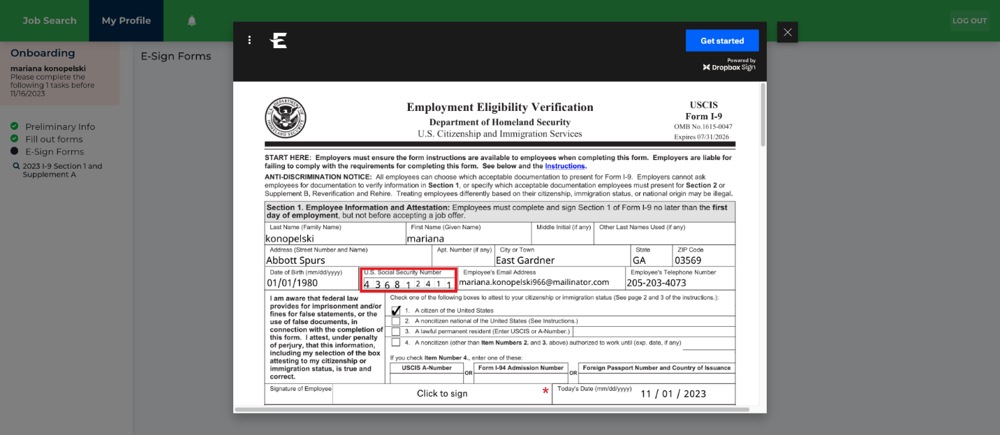 Job Search
My Profile
LOG OUT
Onboarding
mariana konopelski
Please complete the
following 1 tasks before
11/16/2023
Preliminary Info
Fill out forms
E-Sign Forms
2023 I-9 Section 1 and
Supplement A
E-Sign Forms
E
Get started
Powered by
Dropbox Sign
U.S. DEPARTMENT OF HOMELAND SECURITY
Employment Eligibility Verification
Department of Homeland Security
U.S. Citizenship and Immigration Services
USCIS
Form I-9
OMB No.1615-0047
Expires 07/31/2026
START HERE: Employers must ensure the form instructions are available to employees when completing this form. Employers are liable for
failing to comply with the requirements for completing this form. See below and the Instructions.
ANTI-DISCRIMINATION NOTICE: All employees can choose which acceptable documentation to present for Form I-9. Employers cannot ask
employees for documentation to verify information in Section 1, or specify which acceptable documentation employees must present for Section 2 or
Supplement B, Reverification and Rehire. Treating employees differently based on their citizenship, immigration status, or national origin may be illegal.
Section 1. Employee Information and Attestation: Employees must complete and sign Section 1 of Form I-9 no later than the first
day of employment, but not before accepting a job offer.
Last Name (Family Name) First Name (Given Name) Middle Initial (if any) Other Last Names Used (if any)
konopelski mariana
Address (Street Number and Name) Apt. Number (if any) City or Town State ZIP Code
Abbott Spurs East Gardner GA 03569
Date of Birth (mm/dd/yyyy) U.S. Social Security Number Employee's Email Address Employee's Telephone Number
01/01/1980 4 3 6 8 1 2 4 1 1 mariana.konopelski966@mailinator.com 205-203-4073
I am aware that federal law
provides for imprisonment and/or
fines for false statements, or the
use of false documents, in
connection with the completion of
this form. I attest, under penalty
of perjury, that this information,
including my selection of the box
attesting to my citizenship or
immigration status, is true and
correct.
Check one of the following boxes to attest to your citizenship or immigration status (See page 2 and 3 of the instructions.):
1. A citizen of the United States
2. A noncitizen national of the United States (See Instructions.)
3. A lawful permanent resident (Enter USCIS or A-Number.)
4. A noncitizen (other than Item Numbers 2. and 3. above) authorized to work until (exp. date, if any)
If you check Item Number 4., enter one of these:
USCIS A-Number OR Form I-94 Admission Number OR Foreign Passport Number and Country of Issuance
Signature of Employee Click to sign * Today's Date (mm/dd/yyyy) 11 / 01 / 2023